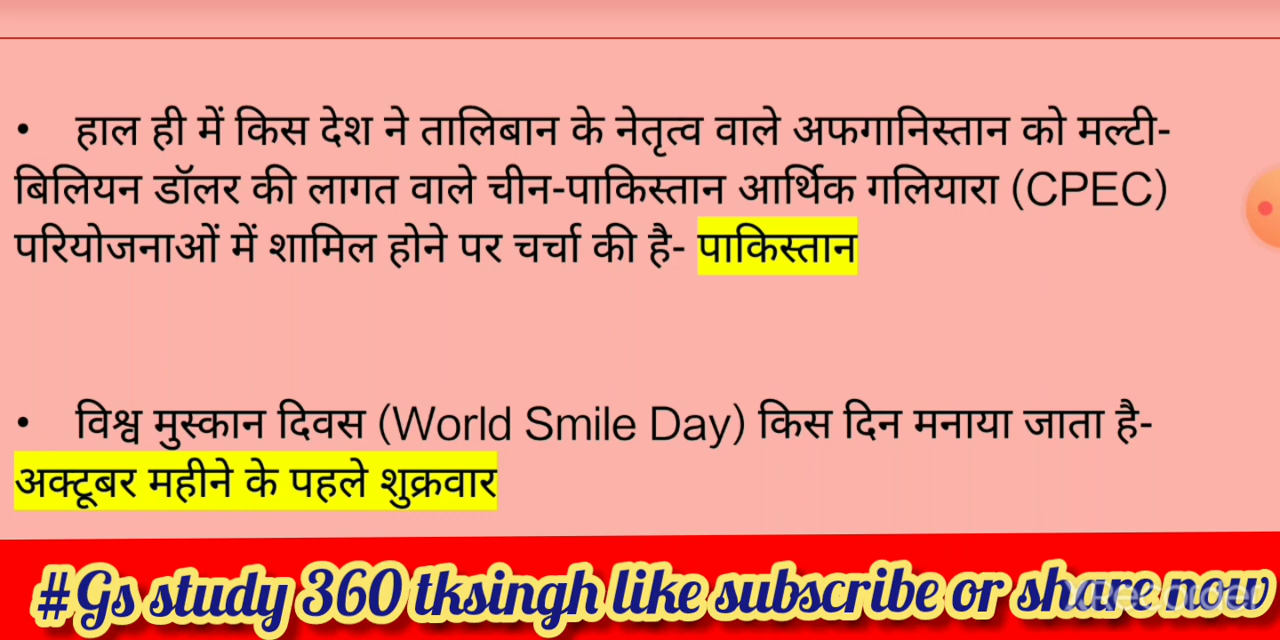 • हाल ही में किस देश ने तालिबान के नेतृत्व वाले अफगानिस्तान को मल्टी-
बिलियन डॉलर की लागत वाले चीन-पाकिस्तान आर्थिक गलियारा (CPEC)
परियोजनाओं में शामिल होने पर चर्चा की है- पाकिस्तान
• विश्व मुस्कान दिवस (World Smile Day) किस दिन मनाया जाता है-
अक्टूबर महीने के पहले शुक्रवार
#Gs study 360 tksingh like subscribe or share now
XRecorder